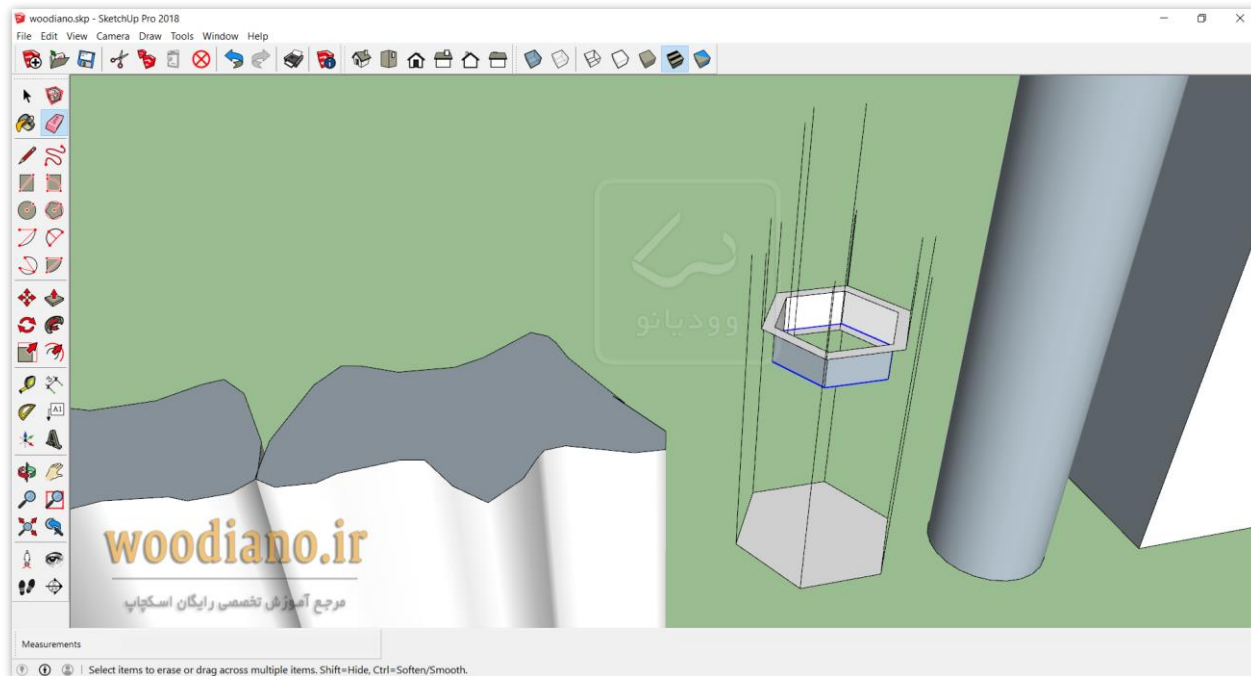 woodiano.skp - SketchUp Pro 2018
File Edit View Camera Draw Tools Window Help
A1
وودیانو
woodiano.ir
مرجع آموزش تخصصی رایگان اسکچاپ
Measurements
Select items to erase or drag across multiple items. Shift=Hide, Ctrl=Soften/Smooth.